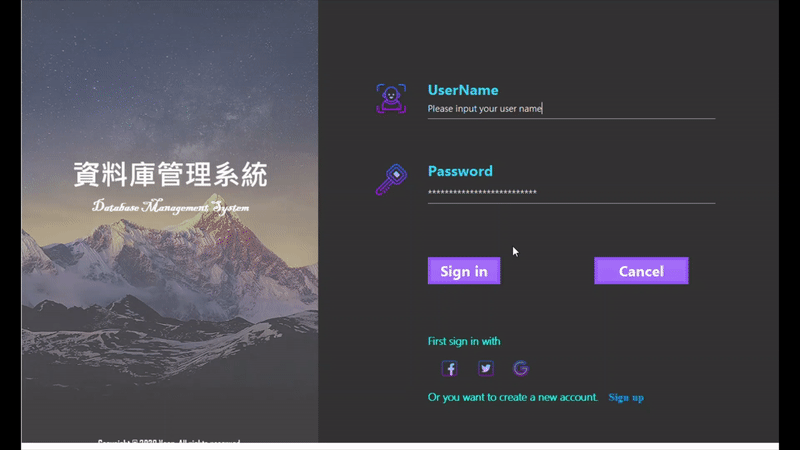 資料庫管理系統
Database Management System
UserName
Please input your user name
Password
**************************
Sign in
Cancel
First sign in with
Or you want to create a new account. Sign up